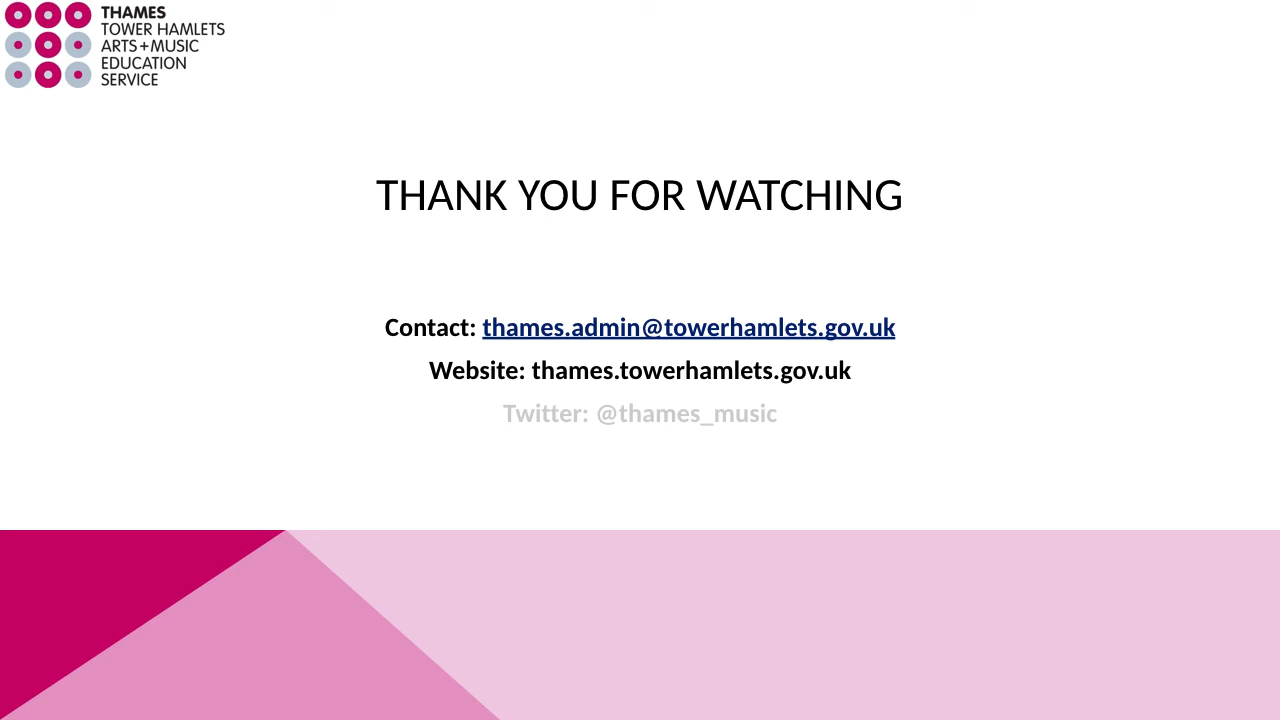 THAMES
TOWER HAMLETS
ARTS+MUSIC
EDUCATION
SERVICE
THANK YOU FOR WATCHING
Contact: thames.admin@towerhamlets.gov.uk
Website: thames.towerhamlets.gov.uk
Twitter: @thames_music